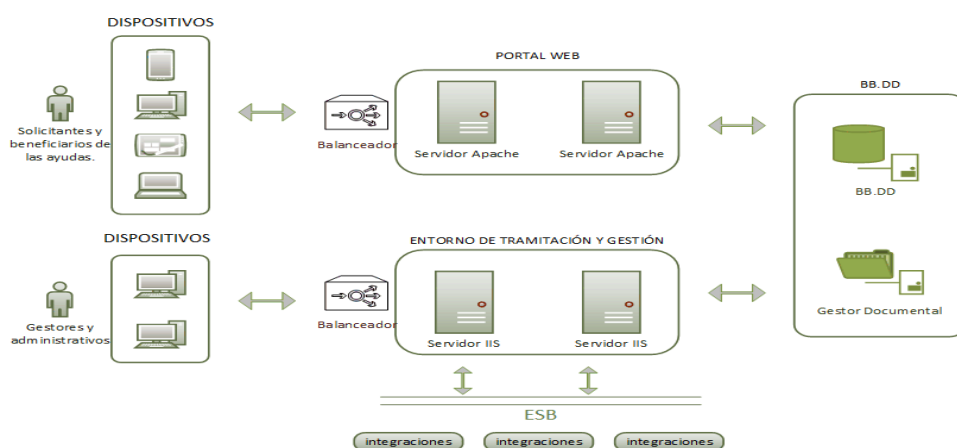 DISPOSITIVOS
Solicitantes y
beneficiarios de
las ayudas.
Balanceador
PORTAL WEB
Servidor Apache
Servidor Apache
BB.DD
BB.DD
Gestor Documental
DISPOSITIVOS
Gestores y
administrativos
Balanceador
ENTORNO DE TRAMITACIÓN Y GESTIÓN
Servidor IIS
Servidor IIS
ESB
integraciones
integraciones
integraciones